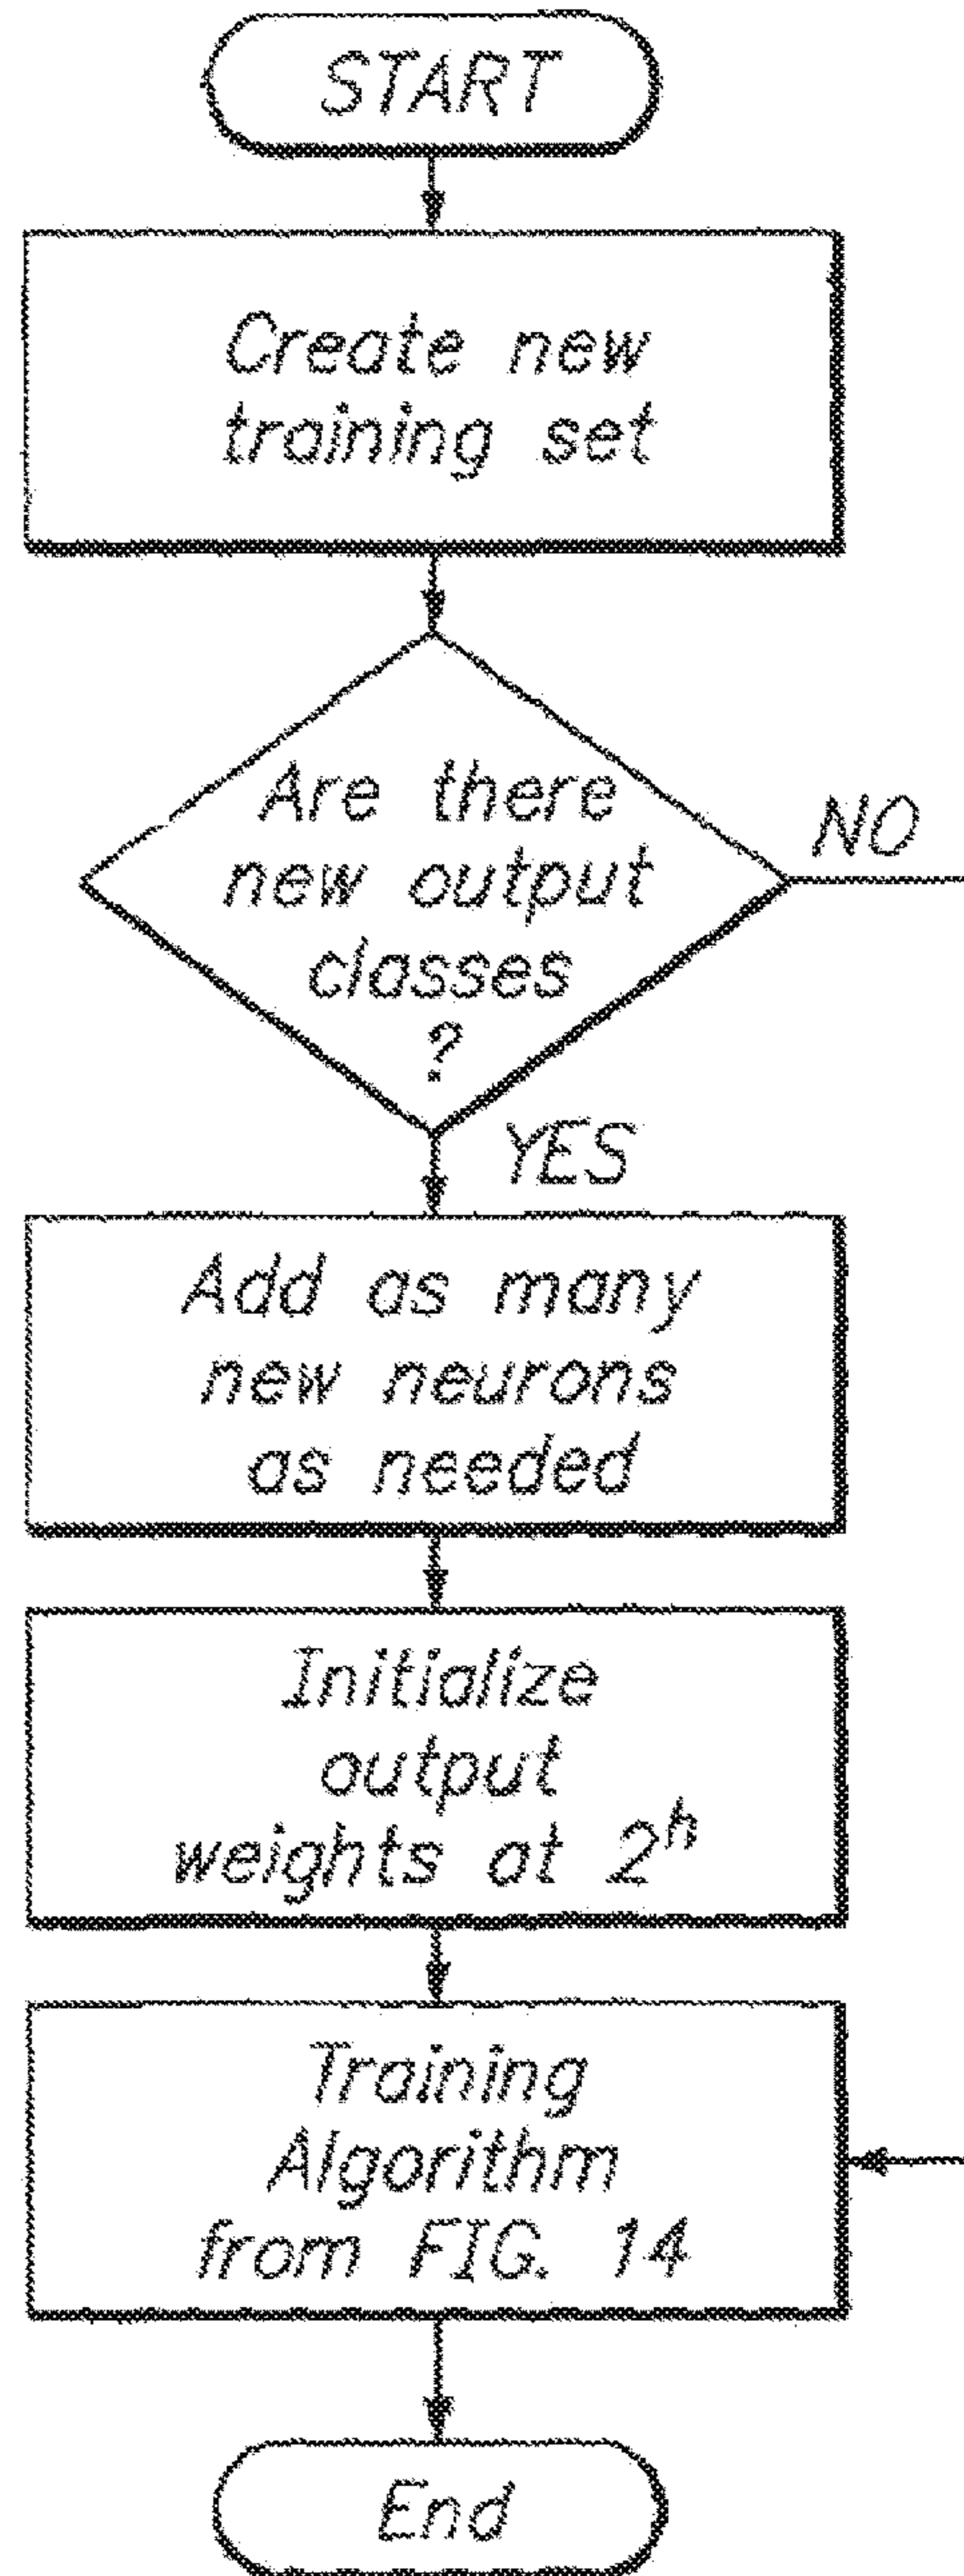 START
Create new
training set
Are there
new output
classes
?
NO
YES
Add as many
new neurons
as needed
Initialize
output
weights at 2ʰ
Training
Algorithm
from FIG. 14
End